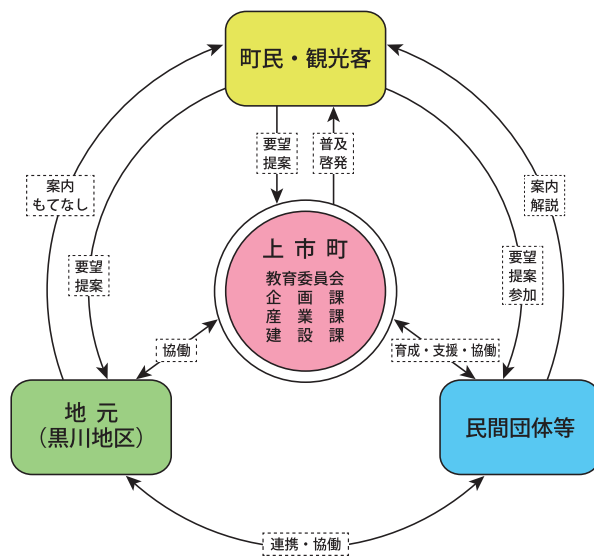 町民・観光客
要望
提案
普及
啓発
案内
もてなし
案内
解説
要望
提案
要望
提案
参加
上市町
教育委員会
企画課
産業課
建設課
協働
育成・支援・協働
地元
（黒川地区）
民間団体等
連携・協働